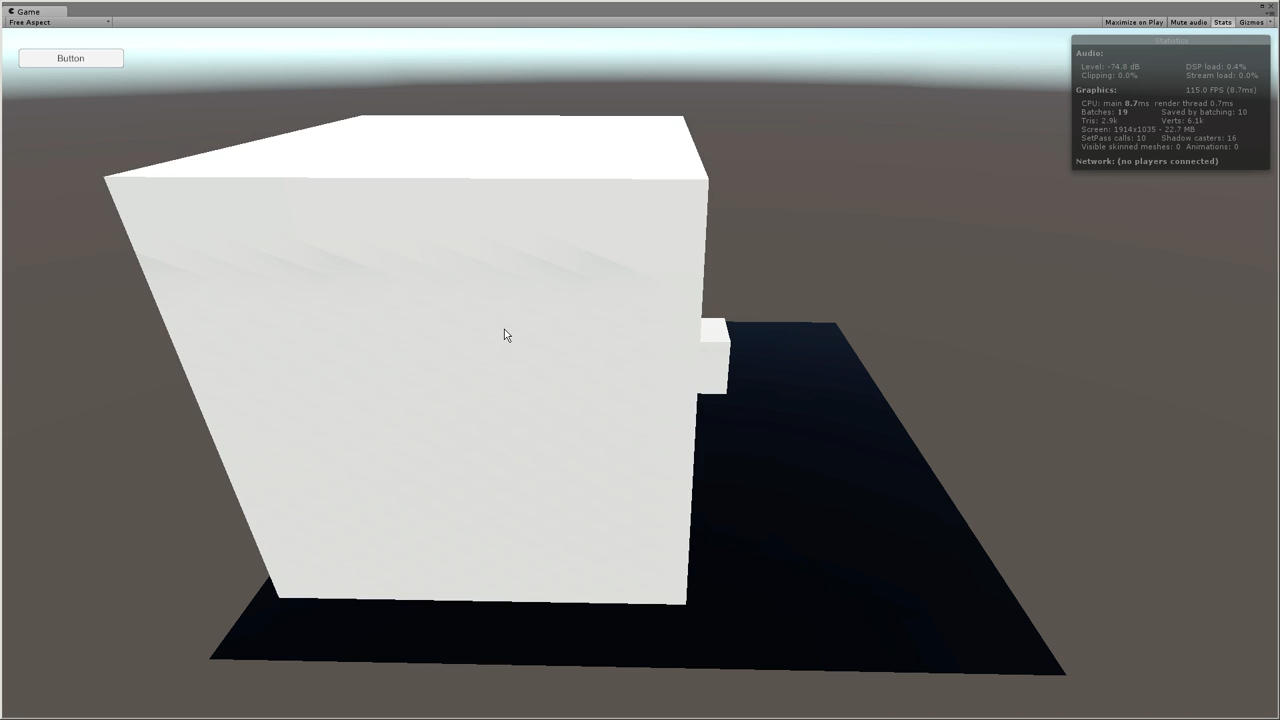 Game
Free Aspect
Maximize on Play Mute audio Stats Gizmos
Button
Statistics
Audio:
Level: -74.8 dB DSP load: 0.4%
Clipping: 0.0% Stream load: 0.0%
Graphics: 115.0 FPS (8.7ms)
CPU: main 8.7ms render thread 0.7ms
Batches: 19 Saved by batching: 10
Tris: 2.9k Verts: 6.1k
Screen: 1914x1035 - 22.7 MB
SetPass calls: 10 Shadow casters: 16
Visible skinned meshes: 0 Animations: 0
Network: (no players connected)